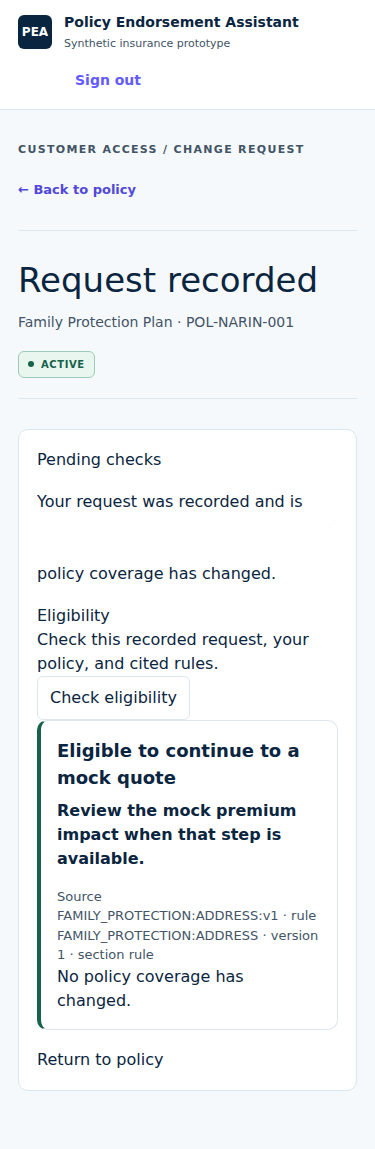 PEA
Policy Endorsement Assistant
Synthetic insurance prototype
Sign out
CUSTOMER ACCESS / CHANGE REQUEST
← Back to policy
Request recorded
Family Protection Plan · POL-NARIN-001
ACTIVE
Pending checks
Your request was recorded and is
policy coverage has changed.
Eligibility
Check this recorded request, your
policy, and cited rules.
Check eligibility
Eligible to continue to a
mock quote
Review the mock premium
impact when that step is
available.
Source
FAMILY_PROTECTION:ADDRESS:v1 · rule
FAMILY_PROTECTION:ADDRESS · version
1 · section rule
No policy coverage has
changed.
Return to policy